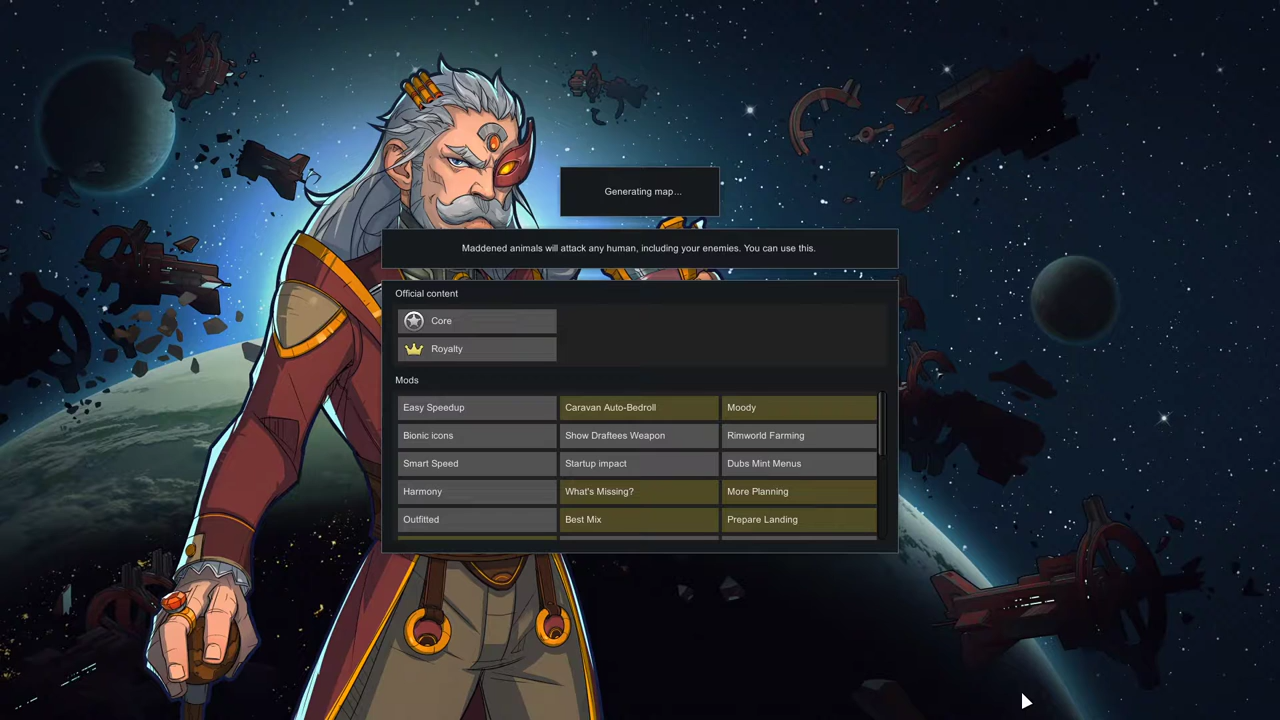 Generating map...
Maddened animals will attack any human, including your enemies. You can use this.
Official content
Core
Royalty
Mods
Easy Speedup
Caravan Auto-Bedroll
Moody
Bionic icons
Show Draftees Weapon
Rimworld Farming
Smart Speed
Startup impact
Dubs Mint Menus
Harmony
What's Missing?
More Planning
Outfitted
Best Mix
Prepare Landing